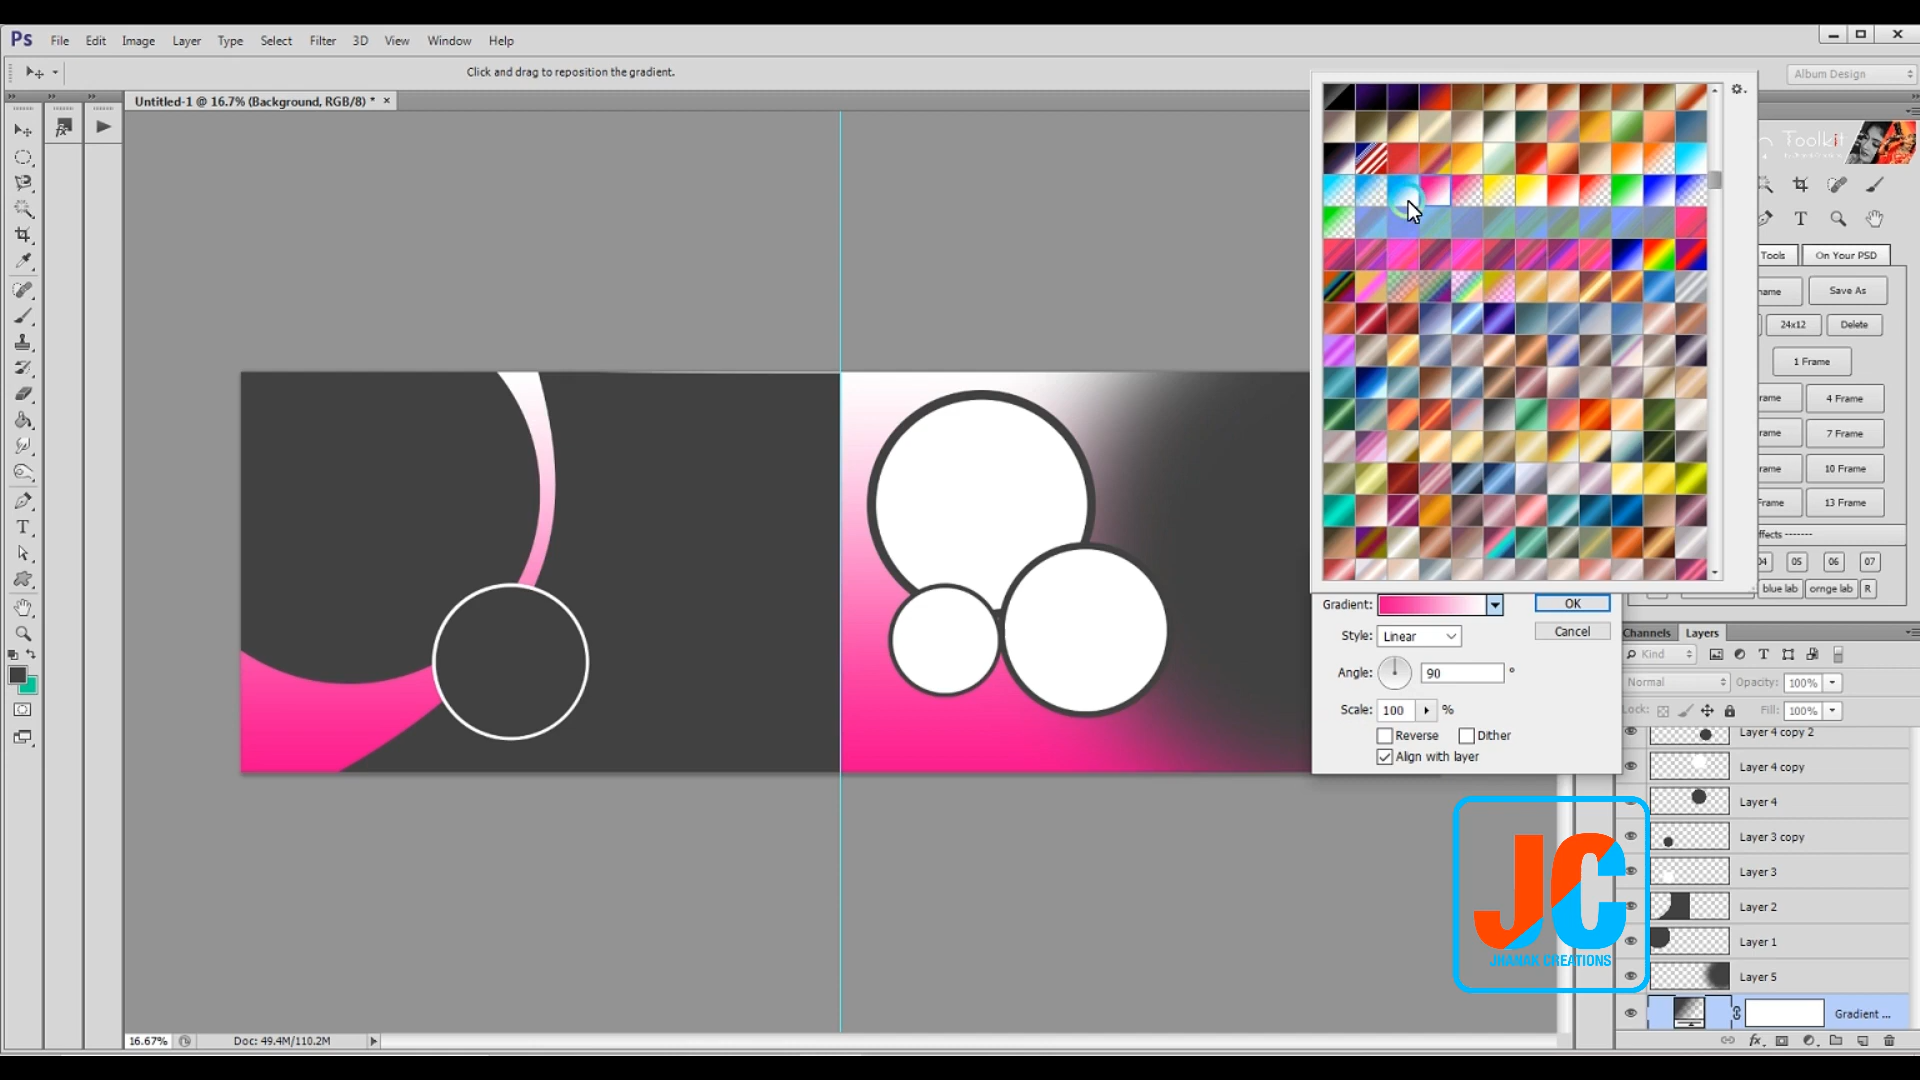 Ps File Edit Image Layer Type Select Filter 3D View Window Help
Click and drag to reposition the gradient.
Album Design
Untitled-1 @ 16.7% (Background, RGB/8) * ×
Toolkit
Tools On Your PSD
ame Save As
24x12 Delete
1 Frame
rame 4 Frame
rame 7 Frame
rame 10 Frame
Frame 13 Frame
ffects -------
04 05 06 07
blue lab ornge lab R
Gradient: OK
Style: Linear Cancel
Angle: 90 °
Scale: 100 %
Reverse Dither
Align with layer
Channels Layers
Kind
Normal Opacity: 100%
Lock: Fill: 100%
Layer 4 copy 2
Layer 4 copy
Layer 4
Layer 3 copy
Layer 3
Layer 2
Layer 1
Layer 5
Gradient ...
JC
JHANAK CREATIONS
16.67% Doc: 49.4M/110.2M
fx